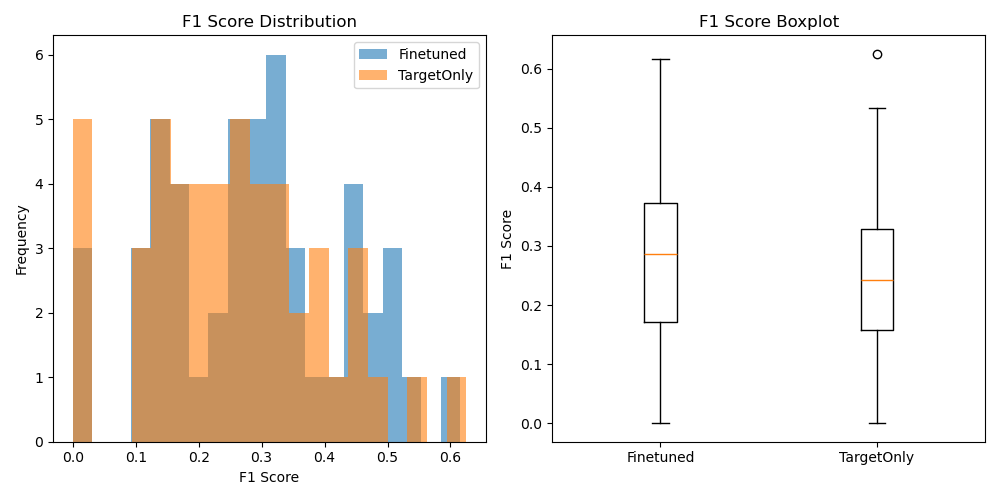 F1 Score Distribution
Finetuned
TargetOnly
6
5
4
3
2
1
0
Frequency
0.0 0.1 0.2 0.3 0.4 0.5 0.6
F1 Score
F1 Score Boxplot
0.6
0.5
0.4
0.3
0.2
0.1
0.0
F1 Score
Finetuned TargetOnly